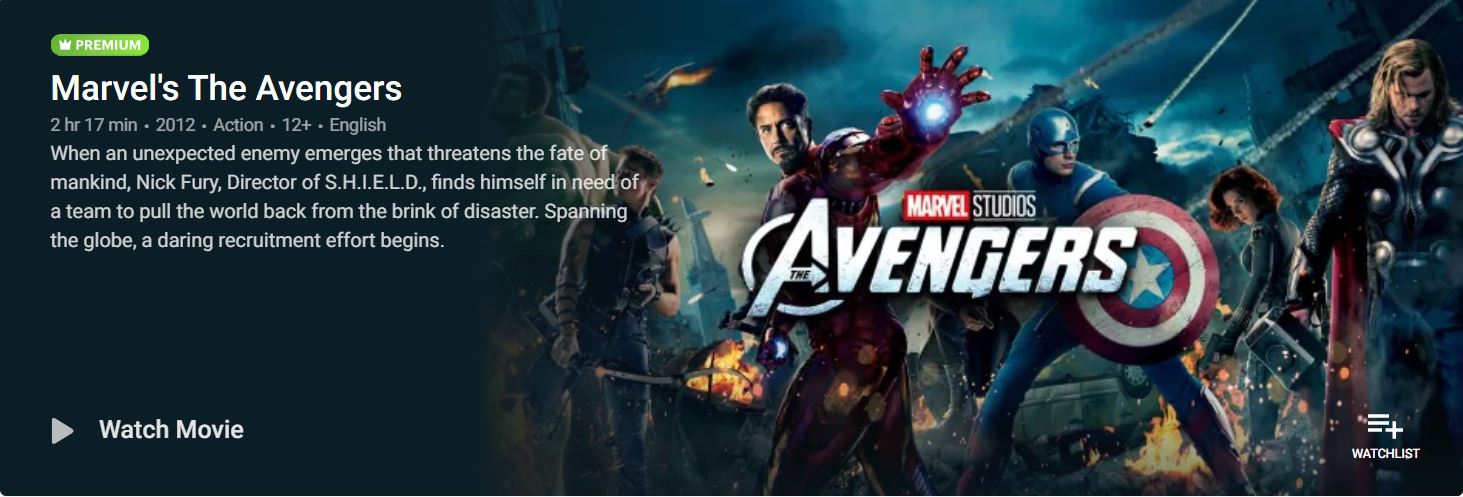 PREMIUM
Marvel's The Avengers
2 hr 17 min • 2012 • Action • 12+ • English
When an unexpected enemy emerges that threatens the fate of
mankind, Nick Fury, Director of S.H.I.E.L.D., finds himself in need of
a team to pull the world back from the brink of disaster. Spanning
the globe, a daring recruitment effort begins.
MARVEL STUDIOS
THE AVENGERS
Watch Movie
WATCHLIST